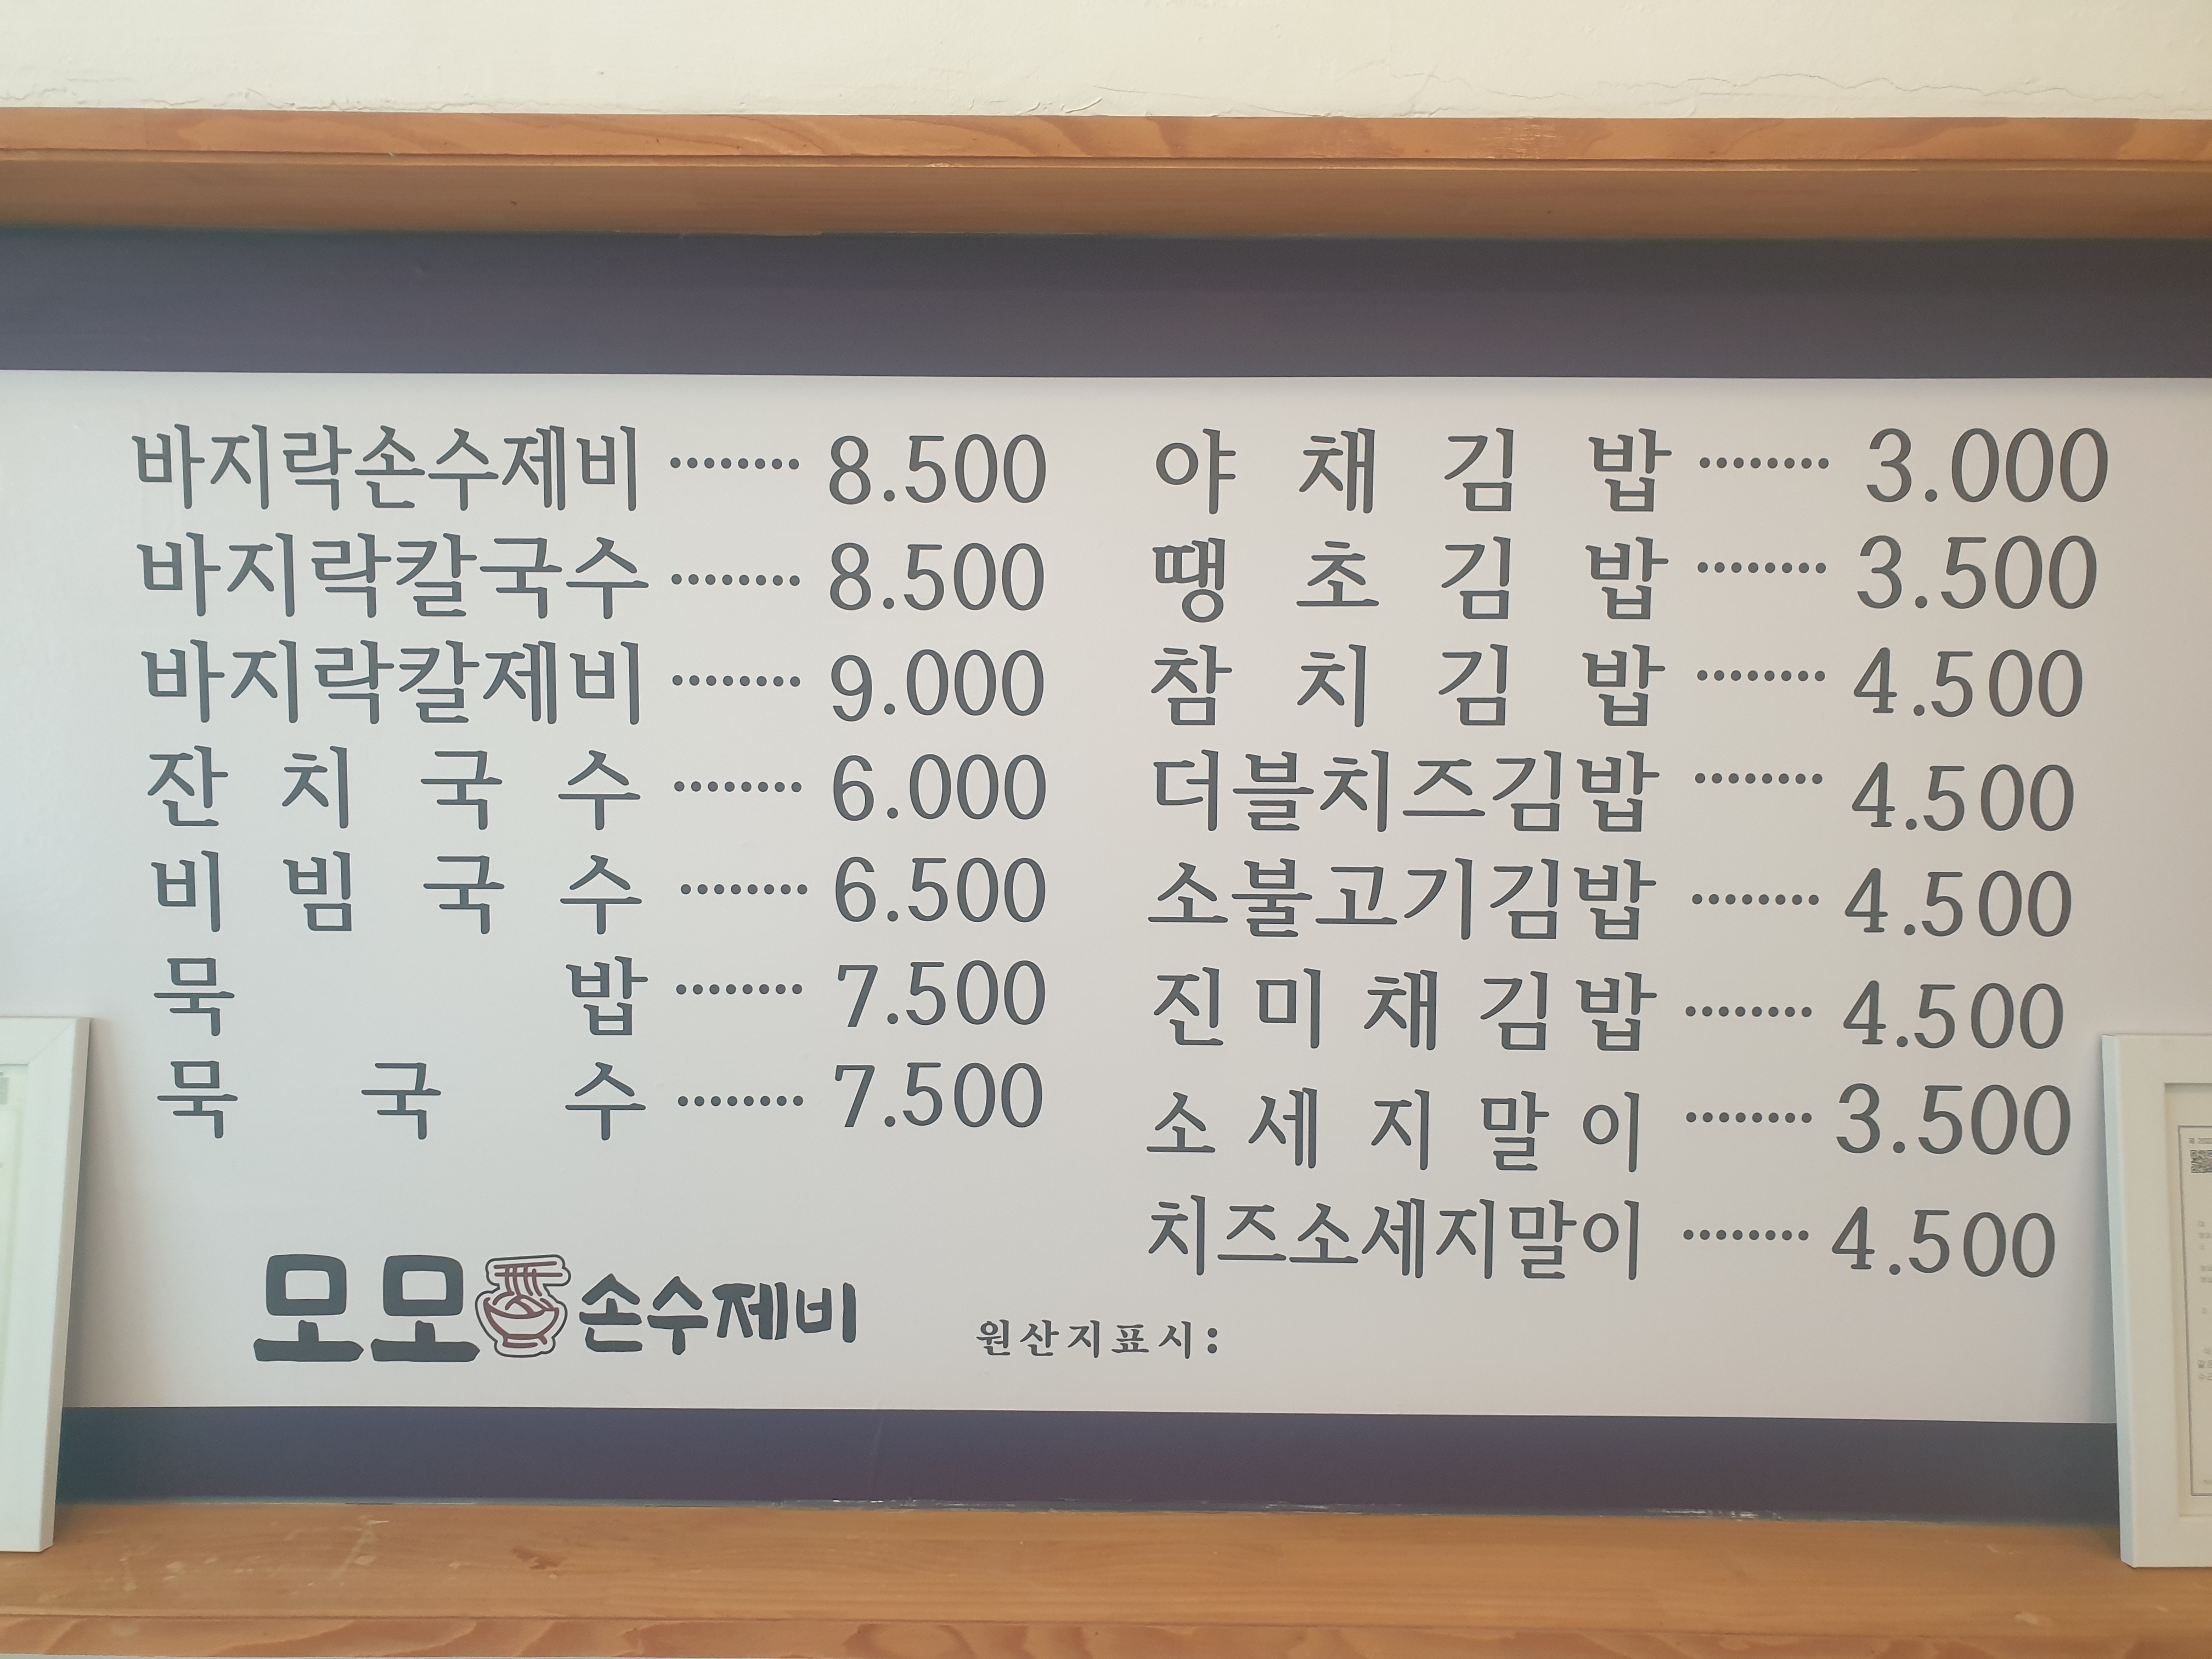 바지락손수제비 ········ 8.500
바지락칼국수 ········ 8.500
바지락칼제비 ········ 9.000
잔 치 국 수 ········ 6.000
비 빔 국 수 ········ 6.500
묵 밥 ········ 7.500
묵 국 수 ········ 7.500
야 채 김 밥 ········ 3.000
땡 초 김 밥 ········ 3.500
참 치 김 밥 ········ 4.500
더블치즈김밥 ········ 4.500
소불고기김밥 ········ 4.500
진 미 채 김 밥 ········ 4.500
소 세 지 말 이 ········ 3.500
치즈소세지말이 ········ 4.500
모모 손수제비
원산지표시: